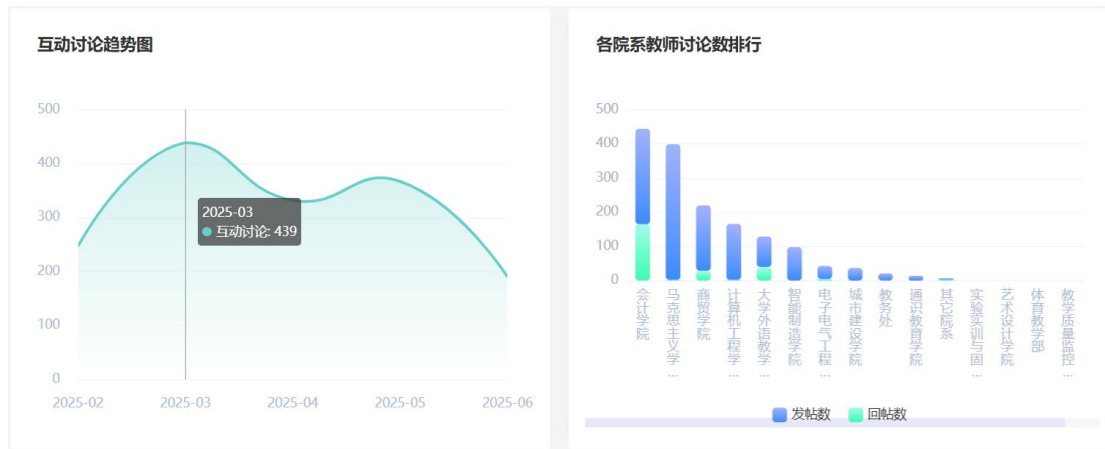 互动讨论趋势图
500
400
300
200
100
0
2025-03
互动讨论: 439
2025-02
2025-03
2025-04
2025-05
2025-06
各院系教师讨论数排行
500
400
300
200
100
0
会计学院
马克思主义学...
商贸学院
计算机工程学...
大学外语教学...
智能制造学院
电子电气工程...
城市建设学院
教务处
通识教育学院
其它院系
实验实训与固...
艺术设计学院
体育教学部
教学质量监控...
发帖数
回帖数